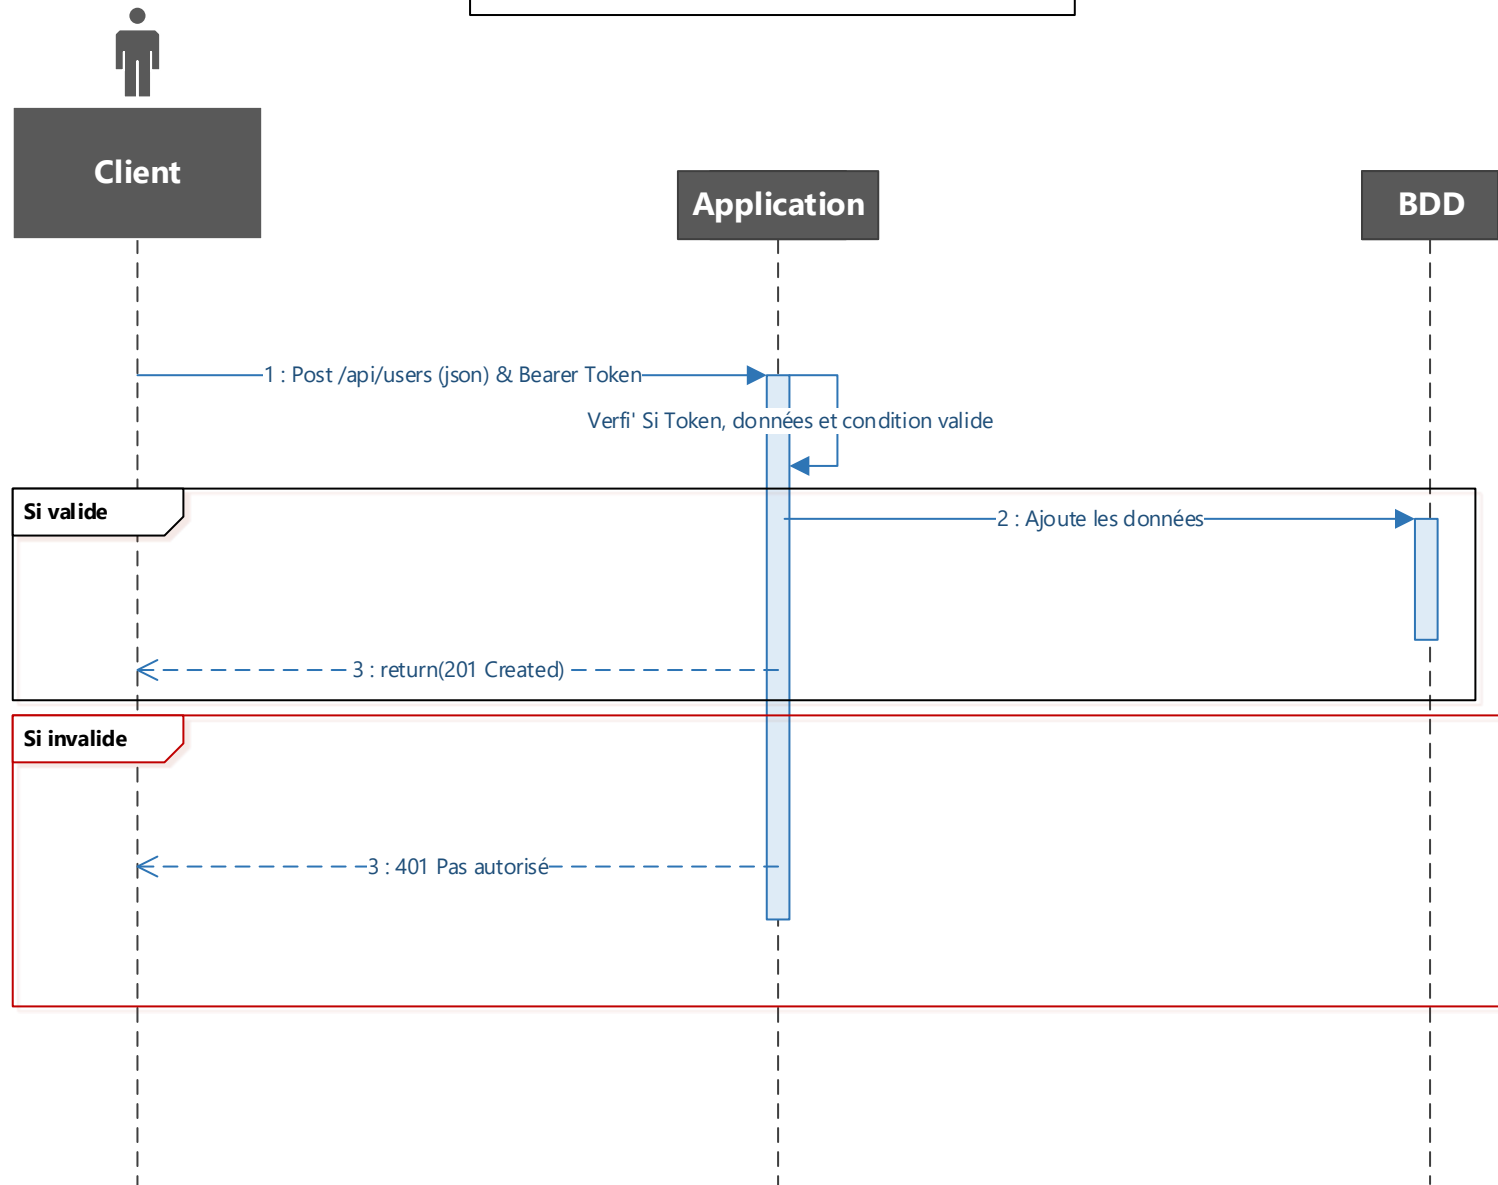 Client
Application
BDD
1 : Post /api/users (json) & Bearer Token
Verfi' Si Token, données et condition valide
Si valide
2 : Ajoute les données
3 : return(201 Created)
Si invalide
3 : 401 Pas autorisé